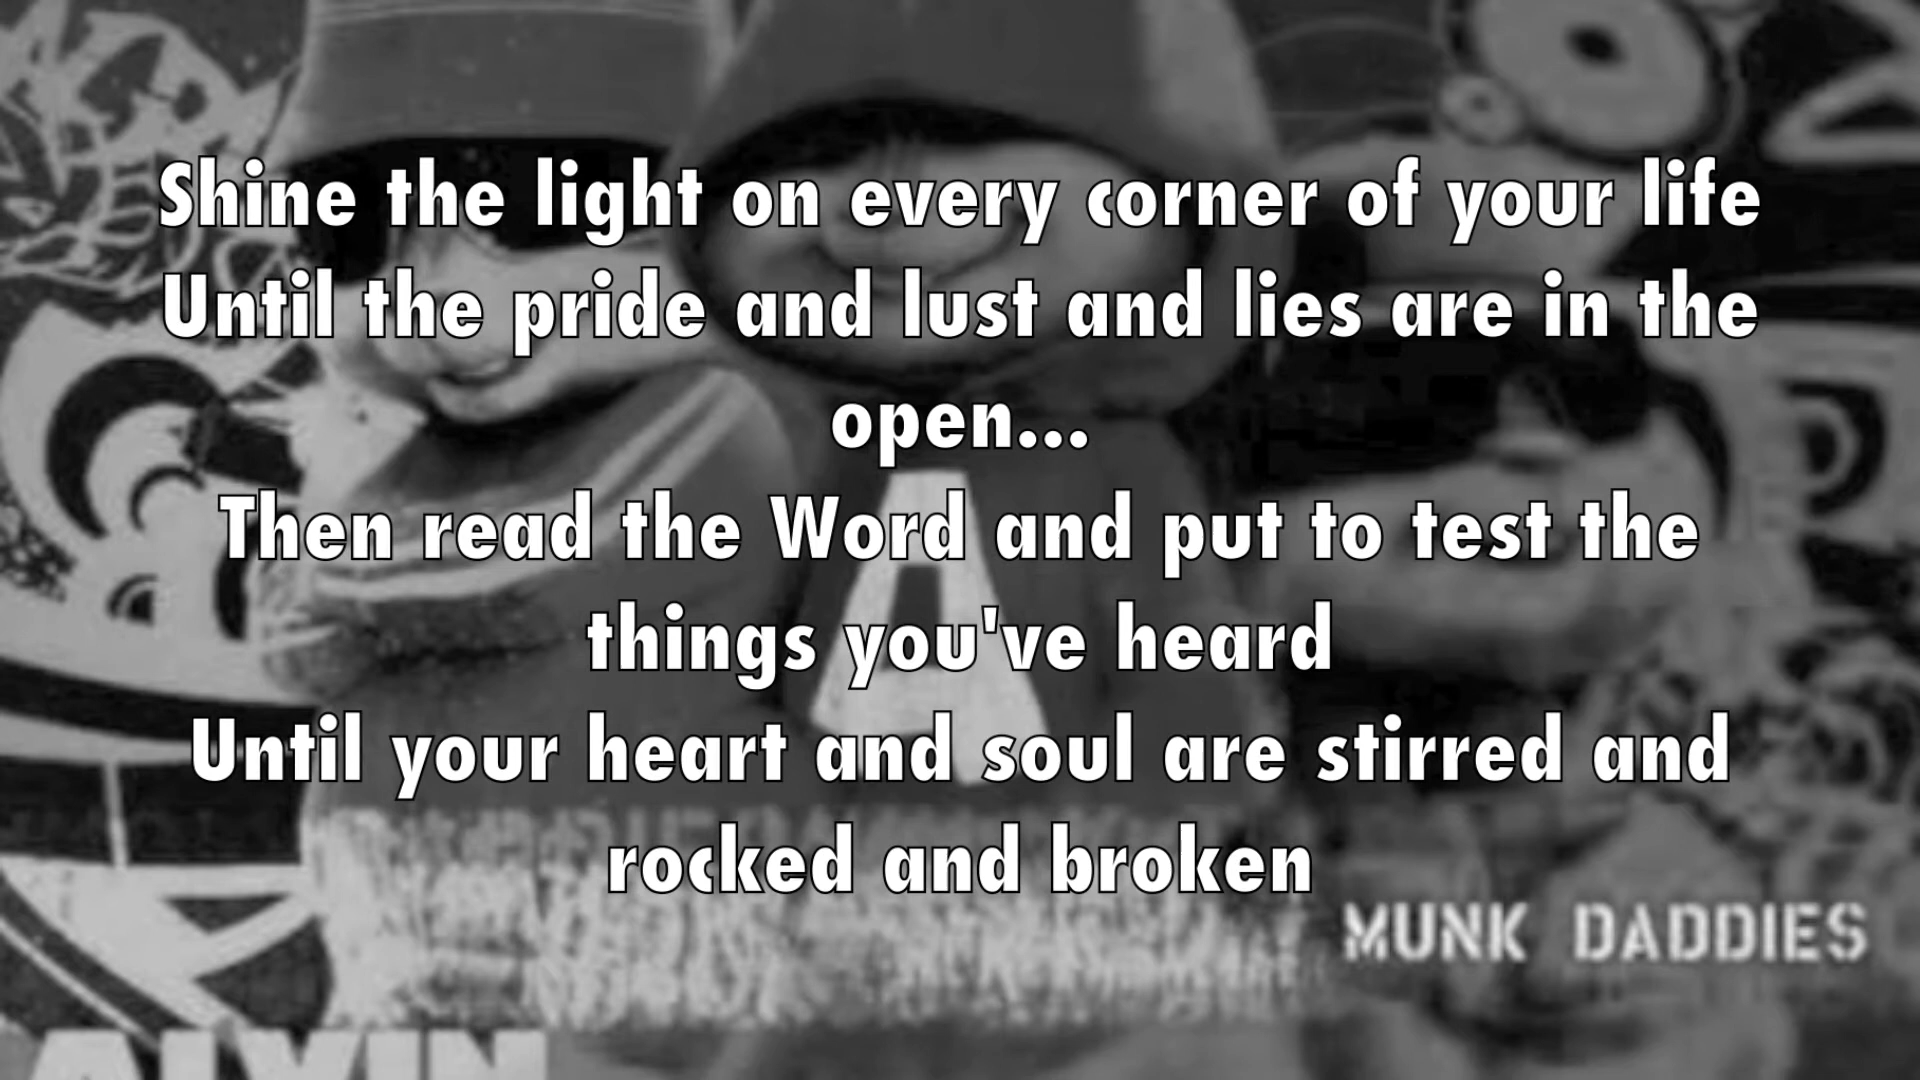 Shine the light on every corner of your life
Until the pride and lust and lies are in the
open...
Then read the Word and put to test the
things you've heard
Until your heart and soul are stirred and
rocked and broken
A
MUNK DADDIES
ALVIN